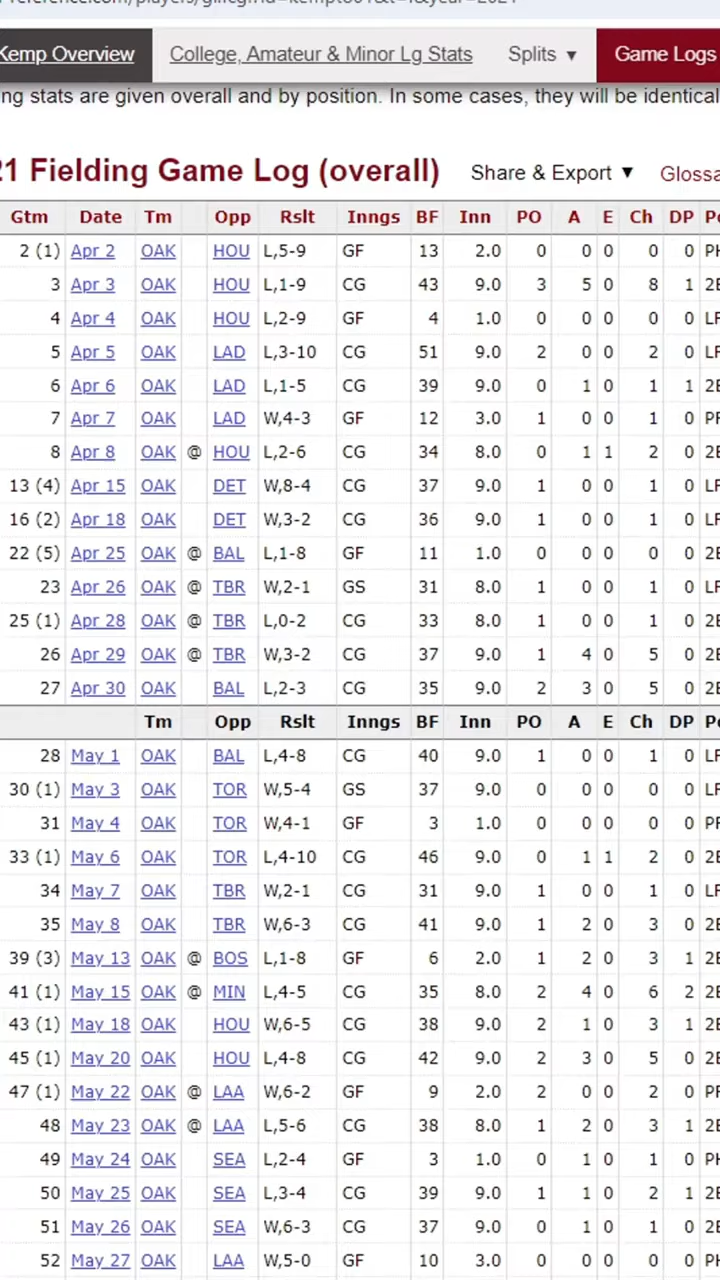 Kemp Overview College, Amateur & Minor Lg Stats Splits ▼ Game Logs
ng stats are given overall and by position. In some cases, they will be identical
21 Fielding Game Log (overall) Share & Export ▼ Glossa
Gtm Date Tm Opp Rslt Inngs BF Inn PO A E Ch DP Po
2 (1) Apr 2 OAK HOU L,5-9 GF 13 2.0 0 0 0 0 0 PH
3 Apr 3 OAK HOU L,1-9 CG 43 9.0 3 5 0 8 1 2B
4 Apr 4 OAK HOU L,2-9 GF 4 1.0 0 0 0 0 0 LF
5 Apr 5 OAK LAD L,3-10 CG 51 9.0 2 0 0 2 0 LF
6 Apr 6 OAK LAD L,1-5 CG 39 9.0 0 1 0 1 1 2B
7 Apr 7 OAK LAD W,4-3 GF 12 3.0 1 0 0 1 0 PR
8 Apr 8 OAK @ HOU L,2-6 CG 34 8.0 0 1 1 2 0 2B
13 (4) Apr 15 OAK DET W,8-4 CG 37 9.0 1 0 0 1 0 LF
16 (2) Apr 18 OAK DET W,3-2 CG 36 9.0 1 0 0 1 0 LF
22 (5) Apr 25 OAK @ BAL L,1-8 GF 11 1.0 0 0 0 0 0 2B
23 Apr 26 OAK @ TBR W,2-1 GS 31 8.0 1 0 0 1 0 LF
25 (1) Apr 28 OAK @ TBR L,0-2 CG 33 8.0 1 0 0 1 0 2B
26 Apr 29 OAK @ TBR W,3-2 CG 37 9.0 1 4 0 5 0 2B
27 Apr 30 OAK BAL L,2-3 CG 35 9.0 2 3 0 5 0 2B
Tm Opp Rslt Inngs BF Inn PO A E Ch DP Po
28 May 1 OAK BAL L,4-8 CG 40 9.0 1 0 0 1 0 LF
30 (1) May 3 OAK TOR W,5-4 GS 37 9.0 0 0 0 0 0 LF
31 May 4 OAK TOR W,4-1 GF 3 1.0 0 0 0 0 0 PR
33 (1) May 6 OAK TOR L,4-10 CG 46 9.0 0 1 1 2 0 2B
34 May 7 OAK TBR W,2-1 CG 31 9.0 1 0 0 1 0 LF
35 May 8 OAK TBR W,6-3 CG 41 9.0 1 2 0 3 0 2B
39 (3) May 13 OAK @ BOS L,1-8 GF 6 2.0 1 2 0 3 1 2B
41 (1) May 15 OAK @ MIN L,4-5 CG 35 8.0 2 4 0 6 2 2B
43 (1) May 18 OAK HOU W,6-5 CG 38 9.0 2 1 0 3 1 2B
45 (1) May 20 OAK HOU L,4-8 CG 42 9.0 2 3 0 5 0 2B
47 (1) May 22 OAK @ LAA W,6-2 GF 9 2.0 2 0 0 2 0 PR
48 May 23 OAK @ LAA L,5-6 CG 38 8.0 1 2 0 3 1 2B
49 May 24 OAK SEA L,2-4 GF 3 1.0 0 1 0 1 0 PH
50 May 25 OAK SEA L,3-4 CG 39 9.0 1 1 0 2 1 2B
51 May 26 OAK SEA W,6-3 CG 37 9.0 0 1 0 1 0 2B
52 May 27 OAK LAA W,5-0 GF 10 3.0 0 0 0 0 0 PH